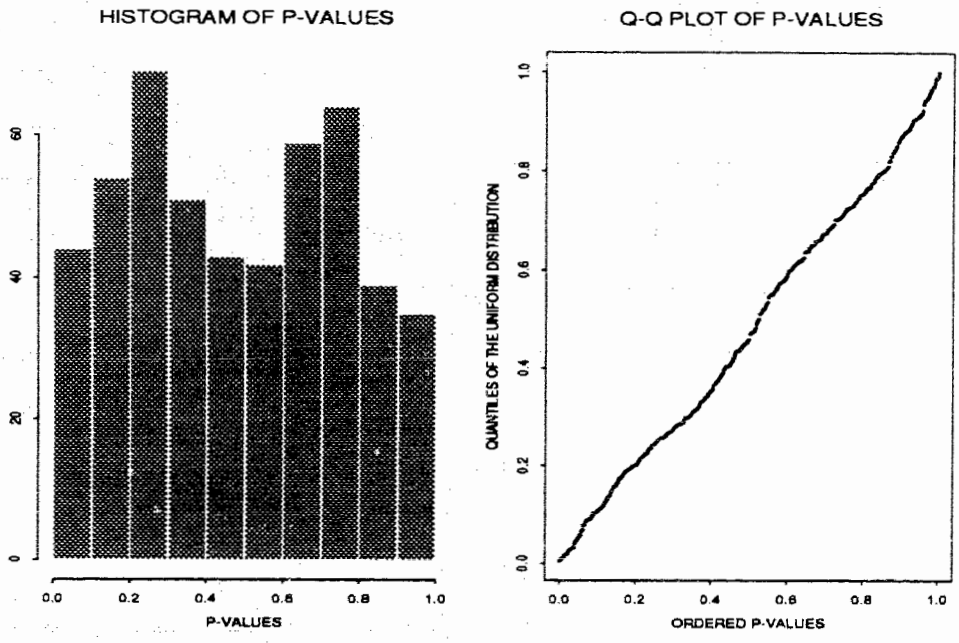 HISTOGRAM OF P-VALUES
60
40
20
0
0.0 0.2 0.4 0.6 0.8 1.0
P-VALUES
Q-Q PLOT OF P-VALUES
QUANTILES OF THE UNIFORM DISTRIBUTION
1.0
0.8
0.6
0.4
0.2
0.0
0.0 0.2 0.4 0.6 0.8 1.0
ORDERED P-VALUES